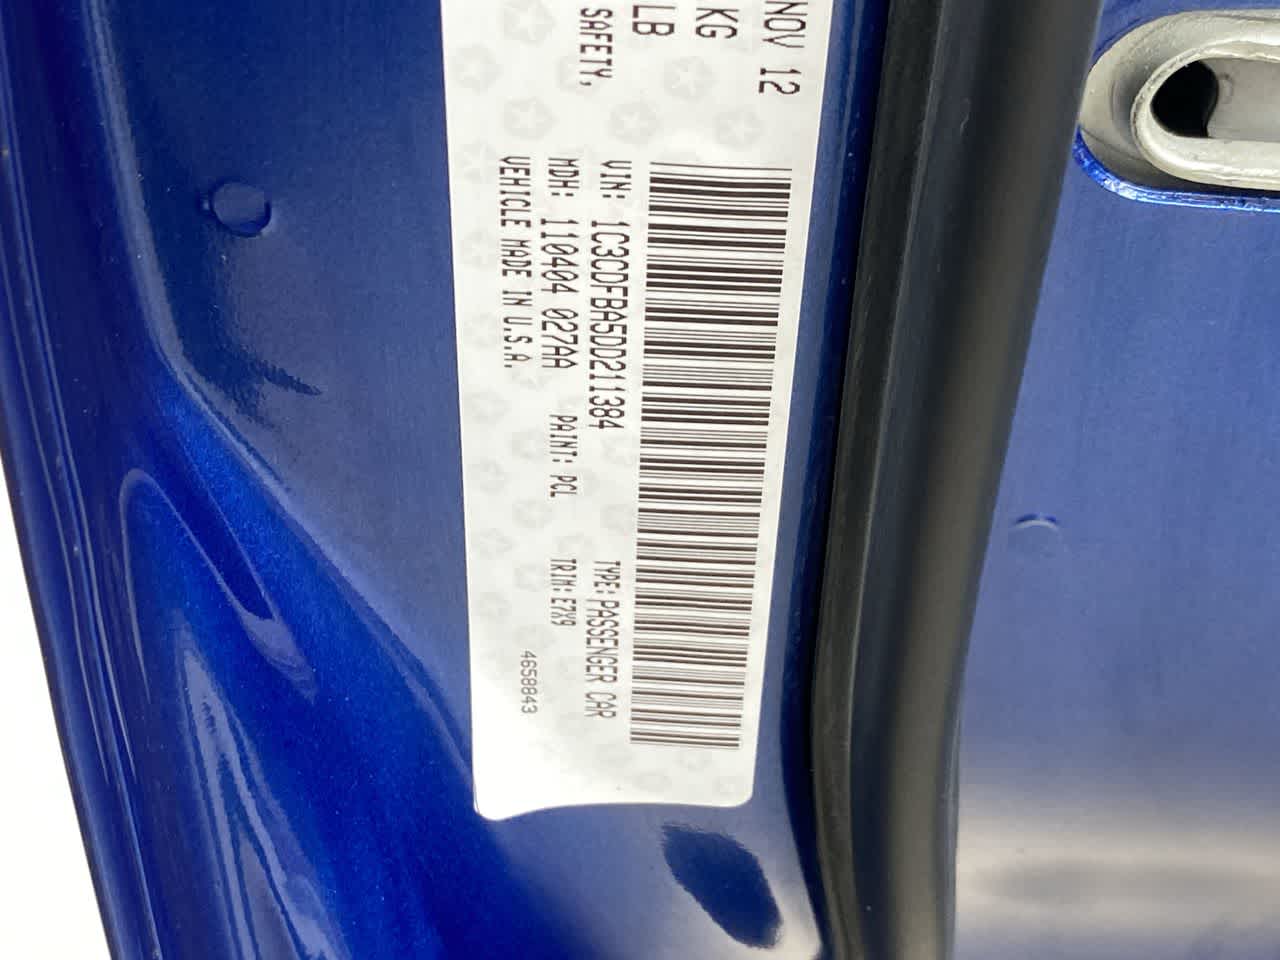 NOV 12
KG
LB
SAFETY,
VIN: 1C3CDFBA5DD211384 TYPE: PASSENGER CAR
MDH: 110404 027AA PAINT: PCL TRIM: E7X9
VEHICLE MADE IN U.S.A. 4658843